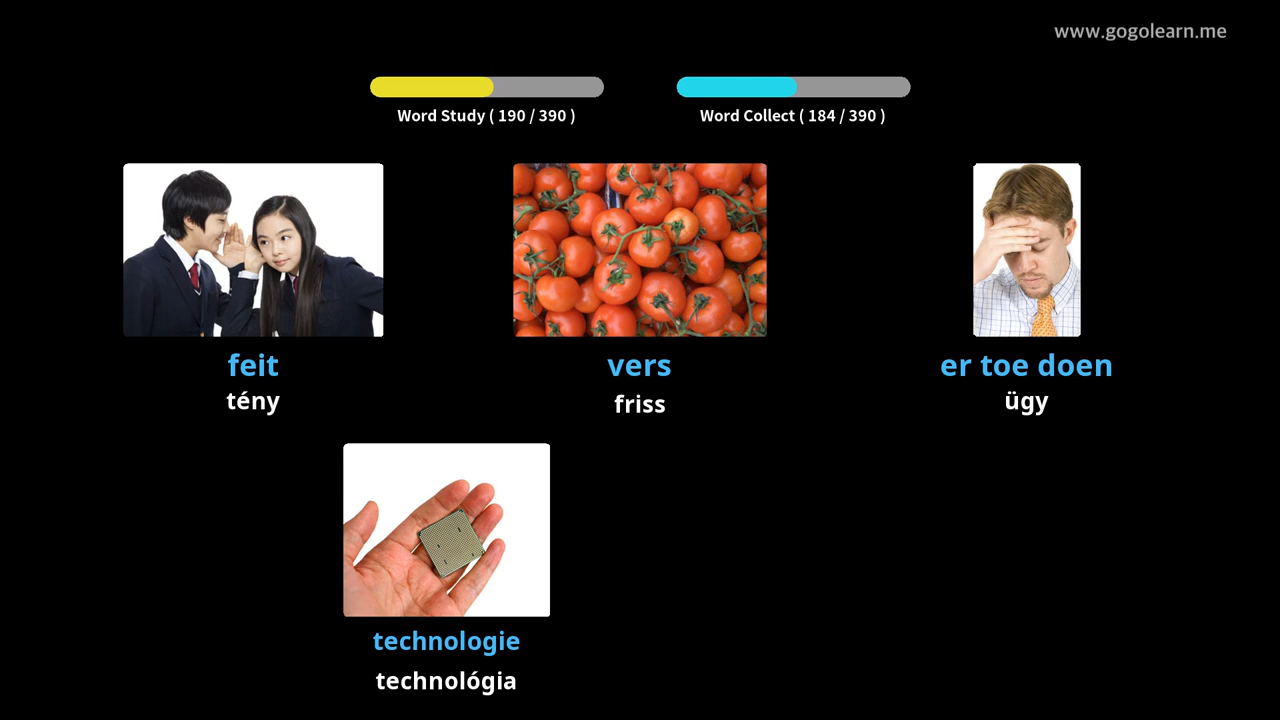 www.gogolearn.me
Word Study ( 190 / 390 )
Word Collect ( 184 / 390 )
feit
tény
vers
friss
er toe doen
ügy
technologie
technológia